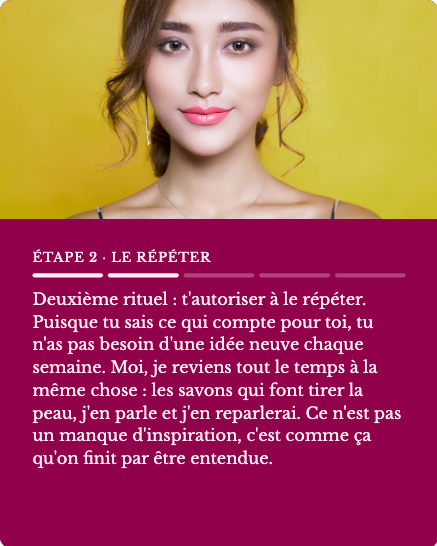 ÉTAPE 2 · LE RÉPÉTER
Deuxième rituel : t'autoriser à le répéter.
Puisque tu sais ce qui compte pour toi, tu
n'as pas besoin d'une idée neuve chaque
semaine. Moi, je reviens tout le temps à la
même chose : les savons qui font tirer la
peau, j'en parle et j'en reparlerai. Ce n'est pas
un manque d'inspiration, c'est comme ça
qu'on finit par être entendue.